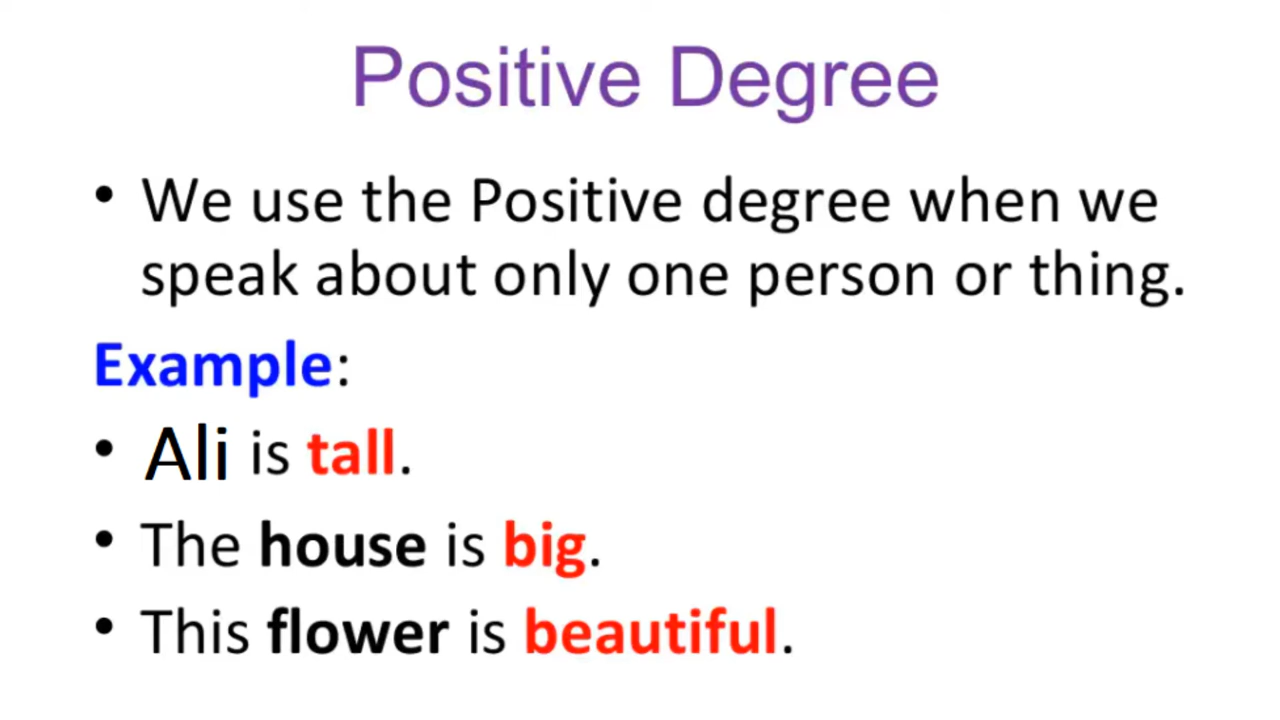 Positive Degree
• We use the Positive degree when we
speak about only one person or thing.
Example:
• Ali is tall.
• The house is big.
• This flower is beautiful.